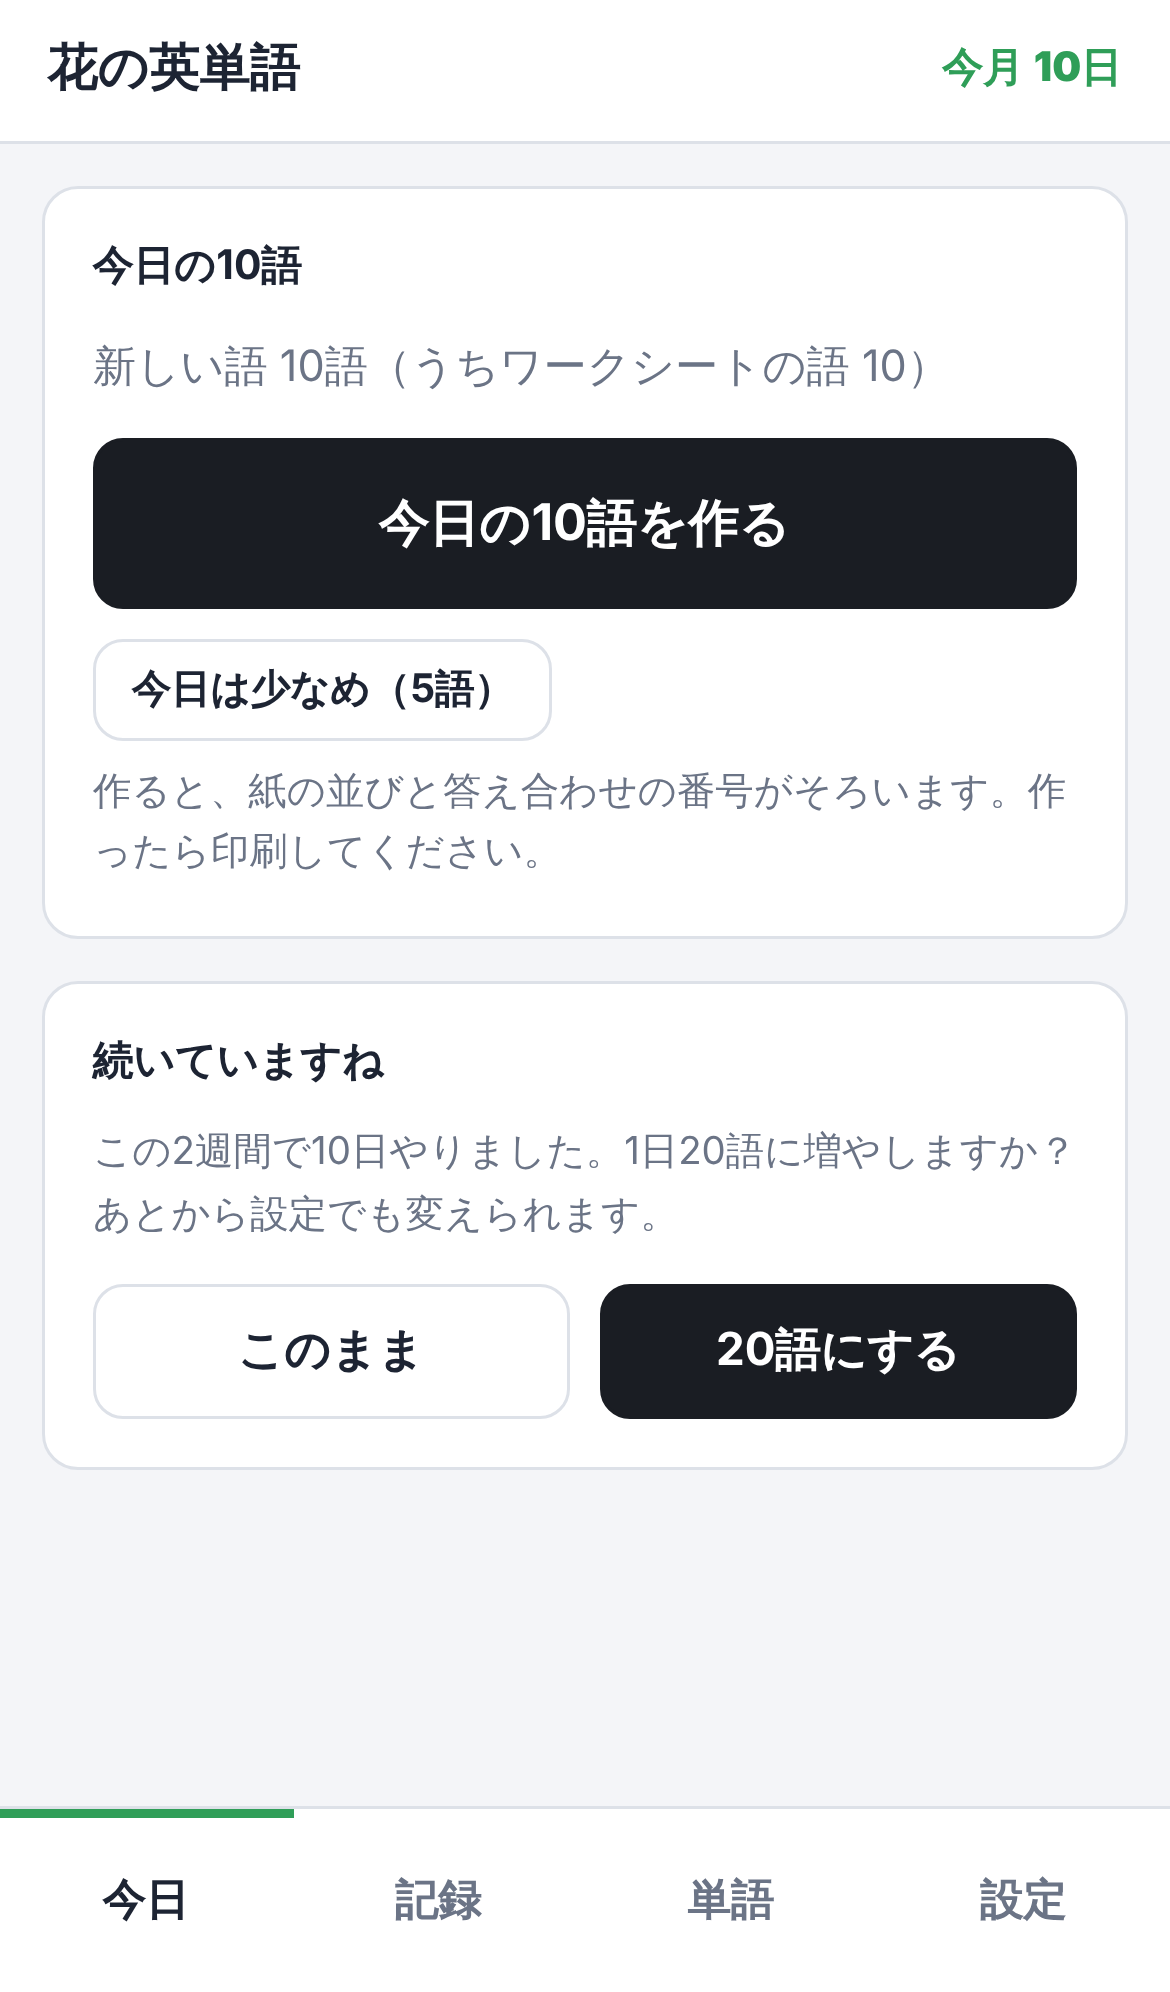 花の英単語
今月 10日
今日の10語
新しい語 10語（うちワークシートの語 10）
今日の10語を作る
今日は少なめ（5語）
作ると、紙の並びと答え合わせの番号がそろいます。作
ったら印刷してください。
続いていますね
この2週間で10日やりました。1日20語に増やしますか？
あとから設定でも変えられます。
このまま
20語にする
今日
記録
単語
設定